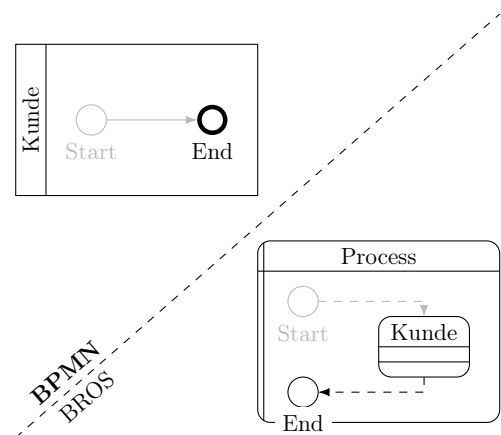 Kunde
Start
End
Process
Start
Kunde
End
BPMN
BROS